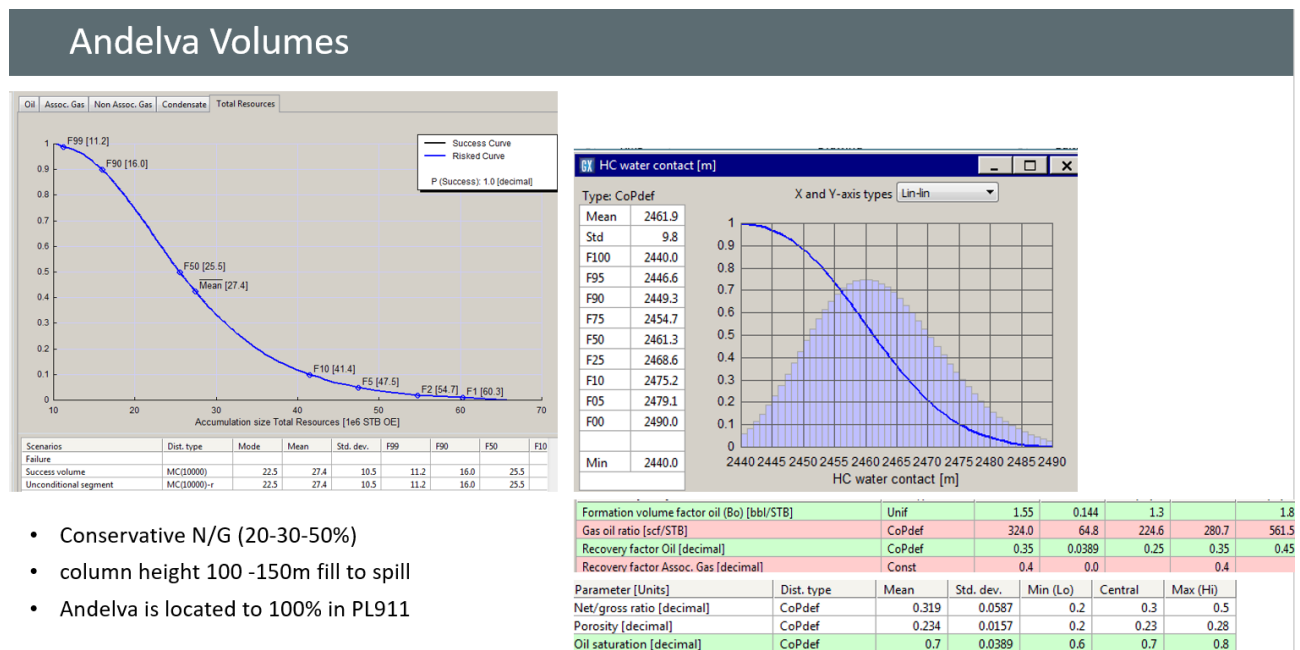 Andelva Volumes
Oil Assoc. Gas Non Assoc. Gas Condensate Total Resources
Success Curve
Risked Curve
P (Success): 1.0 [decimal]
1
0.9
0.8
0.7
0.6
0.5
0.4
0.3
0.2
0.1
0
F99 [11.2]
F90 [16.0]
F50 [25.5]
Mean [27.4]
F10 [41.4]
F5 [47.5]
F2 [54.7]
F1 [60.3]
10 20 30 40 50 60 70
Accumulation size Total Resources [1e6 STB OE]
Scenarios Dist. type Mode Mean Std. dev. F99 F90 F50 F10
Failure
Success volume MC(10000) 22.5 27.4 10.5 11.2 16.0 25.5
Unconditional segment MC(10000)-r 22.5 27.4 10.5 11.2 16.0 25.5
• Conservative N/G (20-30-50%)
• column height 100 -150m fill to spill
• Andelva is located to 100% in PL911
GX HC water contact [m]
Type: CoPdef
X and Y-axis types Lin-lin
Mean 2461.9
Std 9.8
F100 2440.0
F95 2446.6
F90 2449.3
F75 2454.7
F50 2461.3
F25 2468.6
F10 2475.2
F05 2479.1
F00 2490.0
Min 2440.0
1
0.9
0.8
0.7
0.6
0.5
0.4
0.3
0.2
0.1
0
2440 2445 2450 2455 2460 2465 2470 2475 2480 2485 2490
HC water contact [m]
Formation volume factor oil (Bo) [bbl/STB] Unif 1.55 0.144 1.3 1.8
Gas oil ratio [scf/STB] CoPdef 324.0 64.8 224.6 280.7 561.5
Recovery factor Oil [decimal] CoPdef 0.35 0.0389 0.25 0.35 0.45
Recovery factor Assoc. Gas [decimal] Const 0.4 0.0 0.4
Parameter [Units] Dist. type Mean Std. dev. Min (Lo) Central Max (Hi)
Net/gross ratio [decimal] CoPdef 0.319 0.0587 0.2 0.3 0.5
Porosity [decimal] CoPdef 0.234 0.0157 0.2 0.23 0.28
Oil saturation [decimal] CoPdef 0.7 0.0389 0.6 0.7 0.8